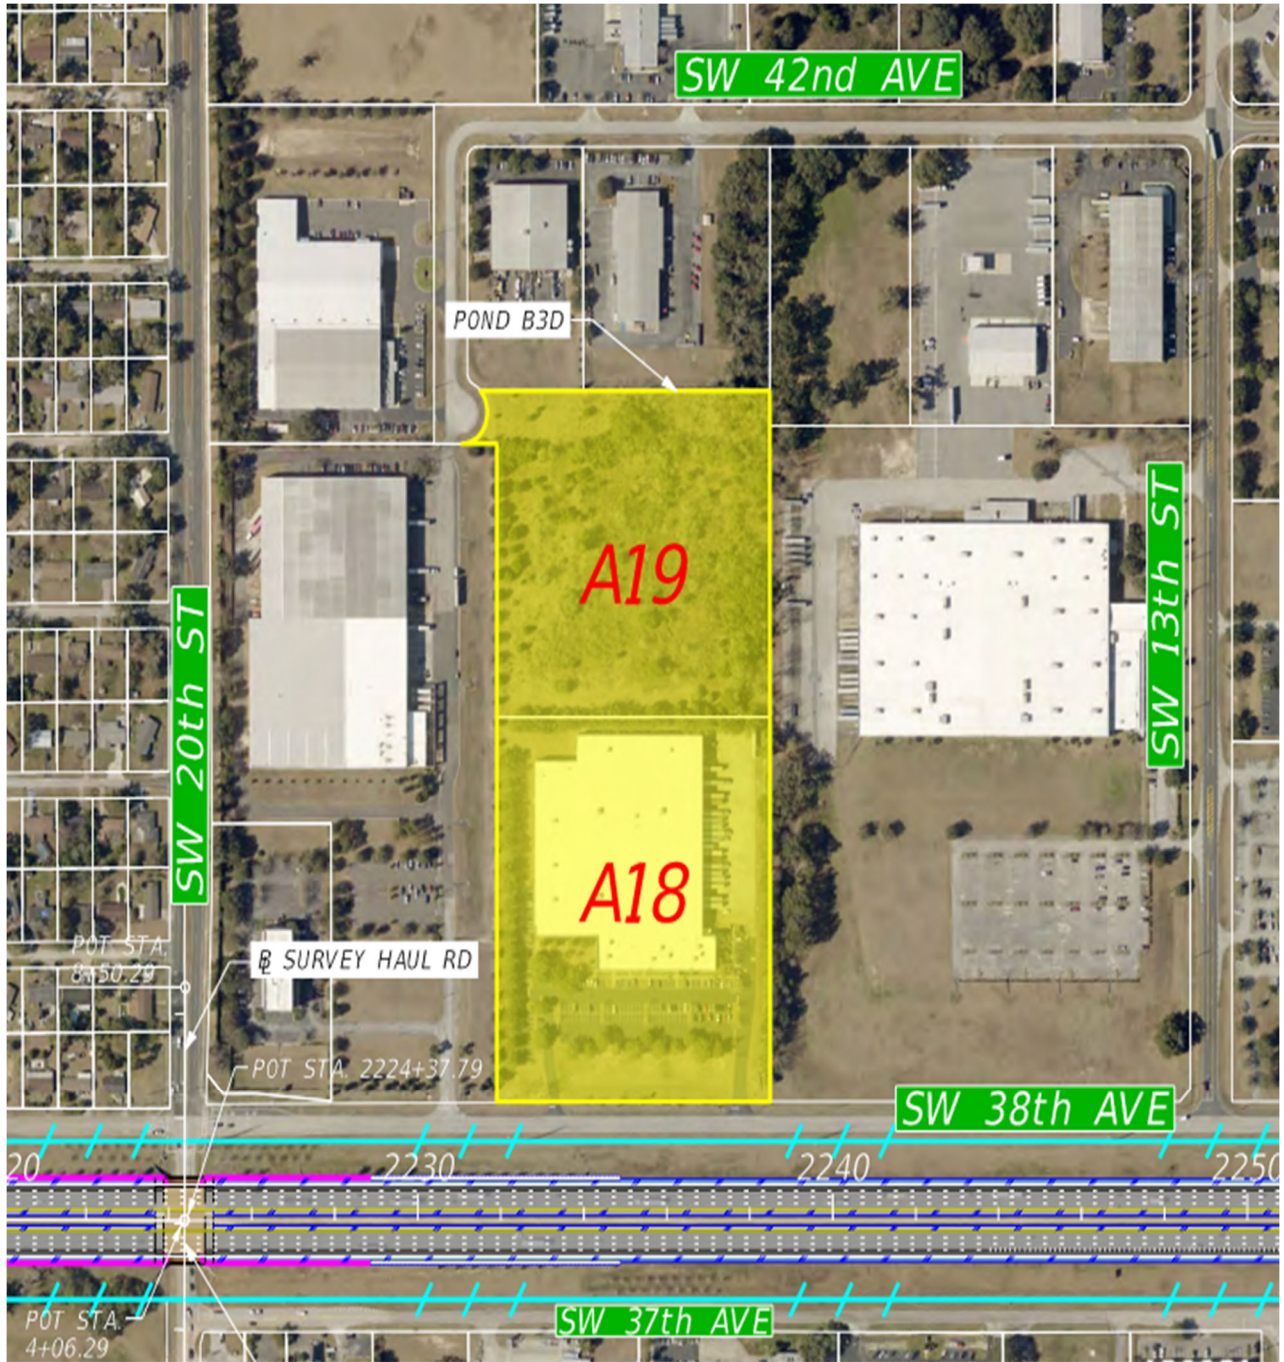 SW 42nd AVE
POND B3D
A19
SW 13th ST
SW 20th ST
A18
POT STA.
8+50.29
SURVEY HAUL RD
POT STA. 2224+37.79
SW 38th AVE
20
2230
2240
2250
POT STA.
4+06.29
SW 37th AVE